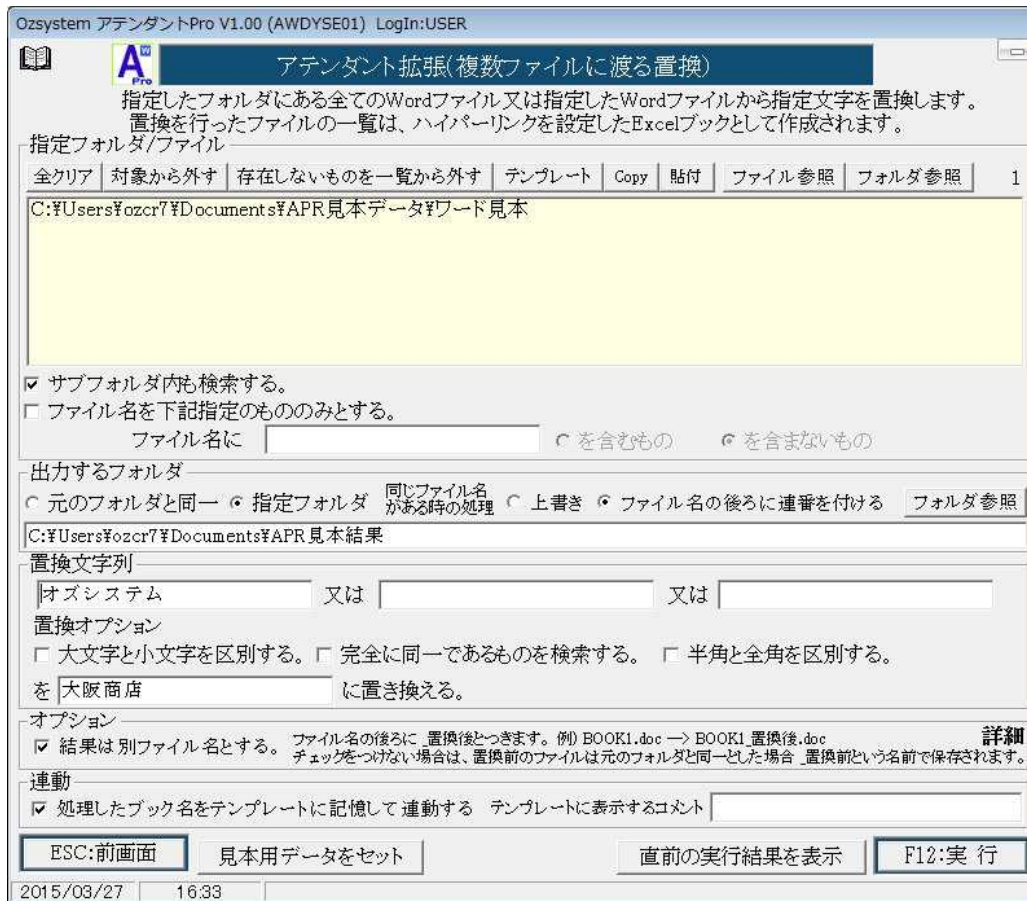 Ozsystem アテンダントPro V1.00 (AWDYSE01) LogIn:USER
AW Pro アテンダント拡張(複数ファイルに渡る置換)
指定したフォルダにある全てのWordファイル又は指定したWordファイルから指定文字を置換します。
置換を行ったファイルの一覧は、ハイパーリンクを設定したExcelブックとして作成されます。
指定フォルダ/ファイル
全クリア 対象から外す 存在しないものを一覧から外す テンプレート Copy 貼付 ファイル参照 フォルダ参照 1
C:¥Users¥ozcr7¥Documents¥APR見本データ¥ワード見本
サブフォルダ内も検索する。
ファイル名を下記指定のもののみとする。
ファイル名に を含むもの を含まないもの
出力するフォルダ
元のフォルダと同一 指定フォルダ 同じファイル名がある時の処理 上書き ファイル名の後ろに連番を付ける フォルダ参照
C:¥Users¥ozcr7¥Documents¥APR見本結果
置換文字列
オズシステム 又は 又は
置換オプション
大文字と小文字を区別する。 完全に同一であるものを検索する。 半角と全角を区別する。
を 大阪商店 に置き換える。
オプション
結果は別ファイル名とする。 ファイル名の後ろに _置換後とつきます。例) BOOK1.doc —> BOOK1_置換後.doc 詳細
チェックをつけない場合は、置換前のファイルは元のフォルダと同一とした場合 _置換前という名前で保存されます。
連動
処理したブック名をテンプレートに記憶して連動する テンプレートに表示するコメント
ESC:前画面 見本用データをセット 直前の実行結果を表示 F12:実 行
2015/03/27 16:33